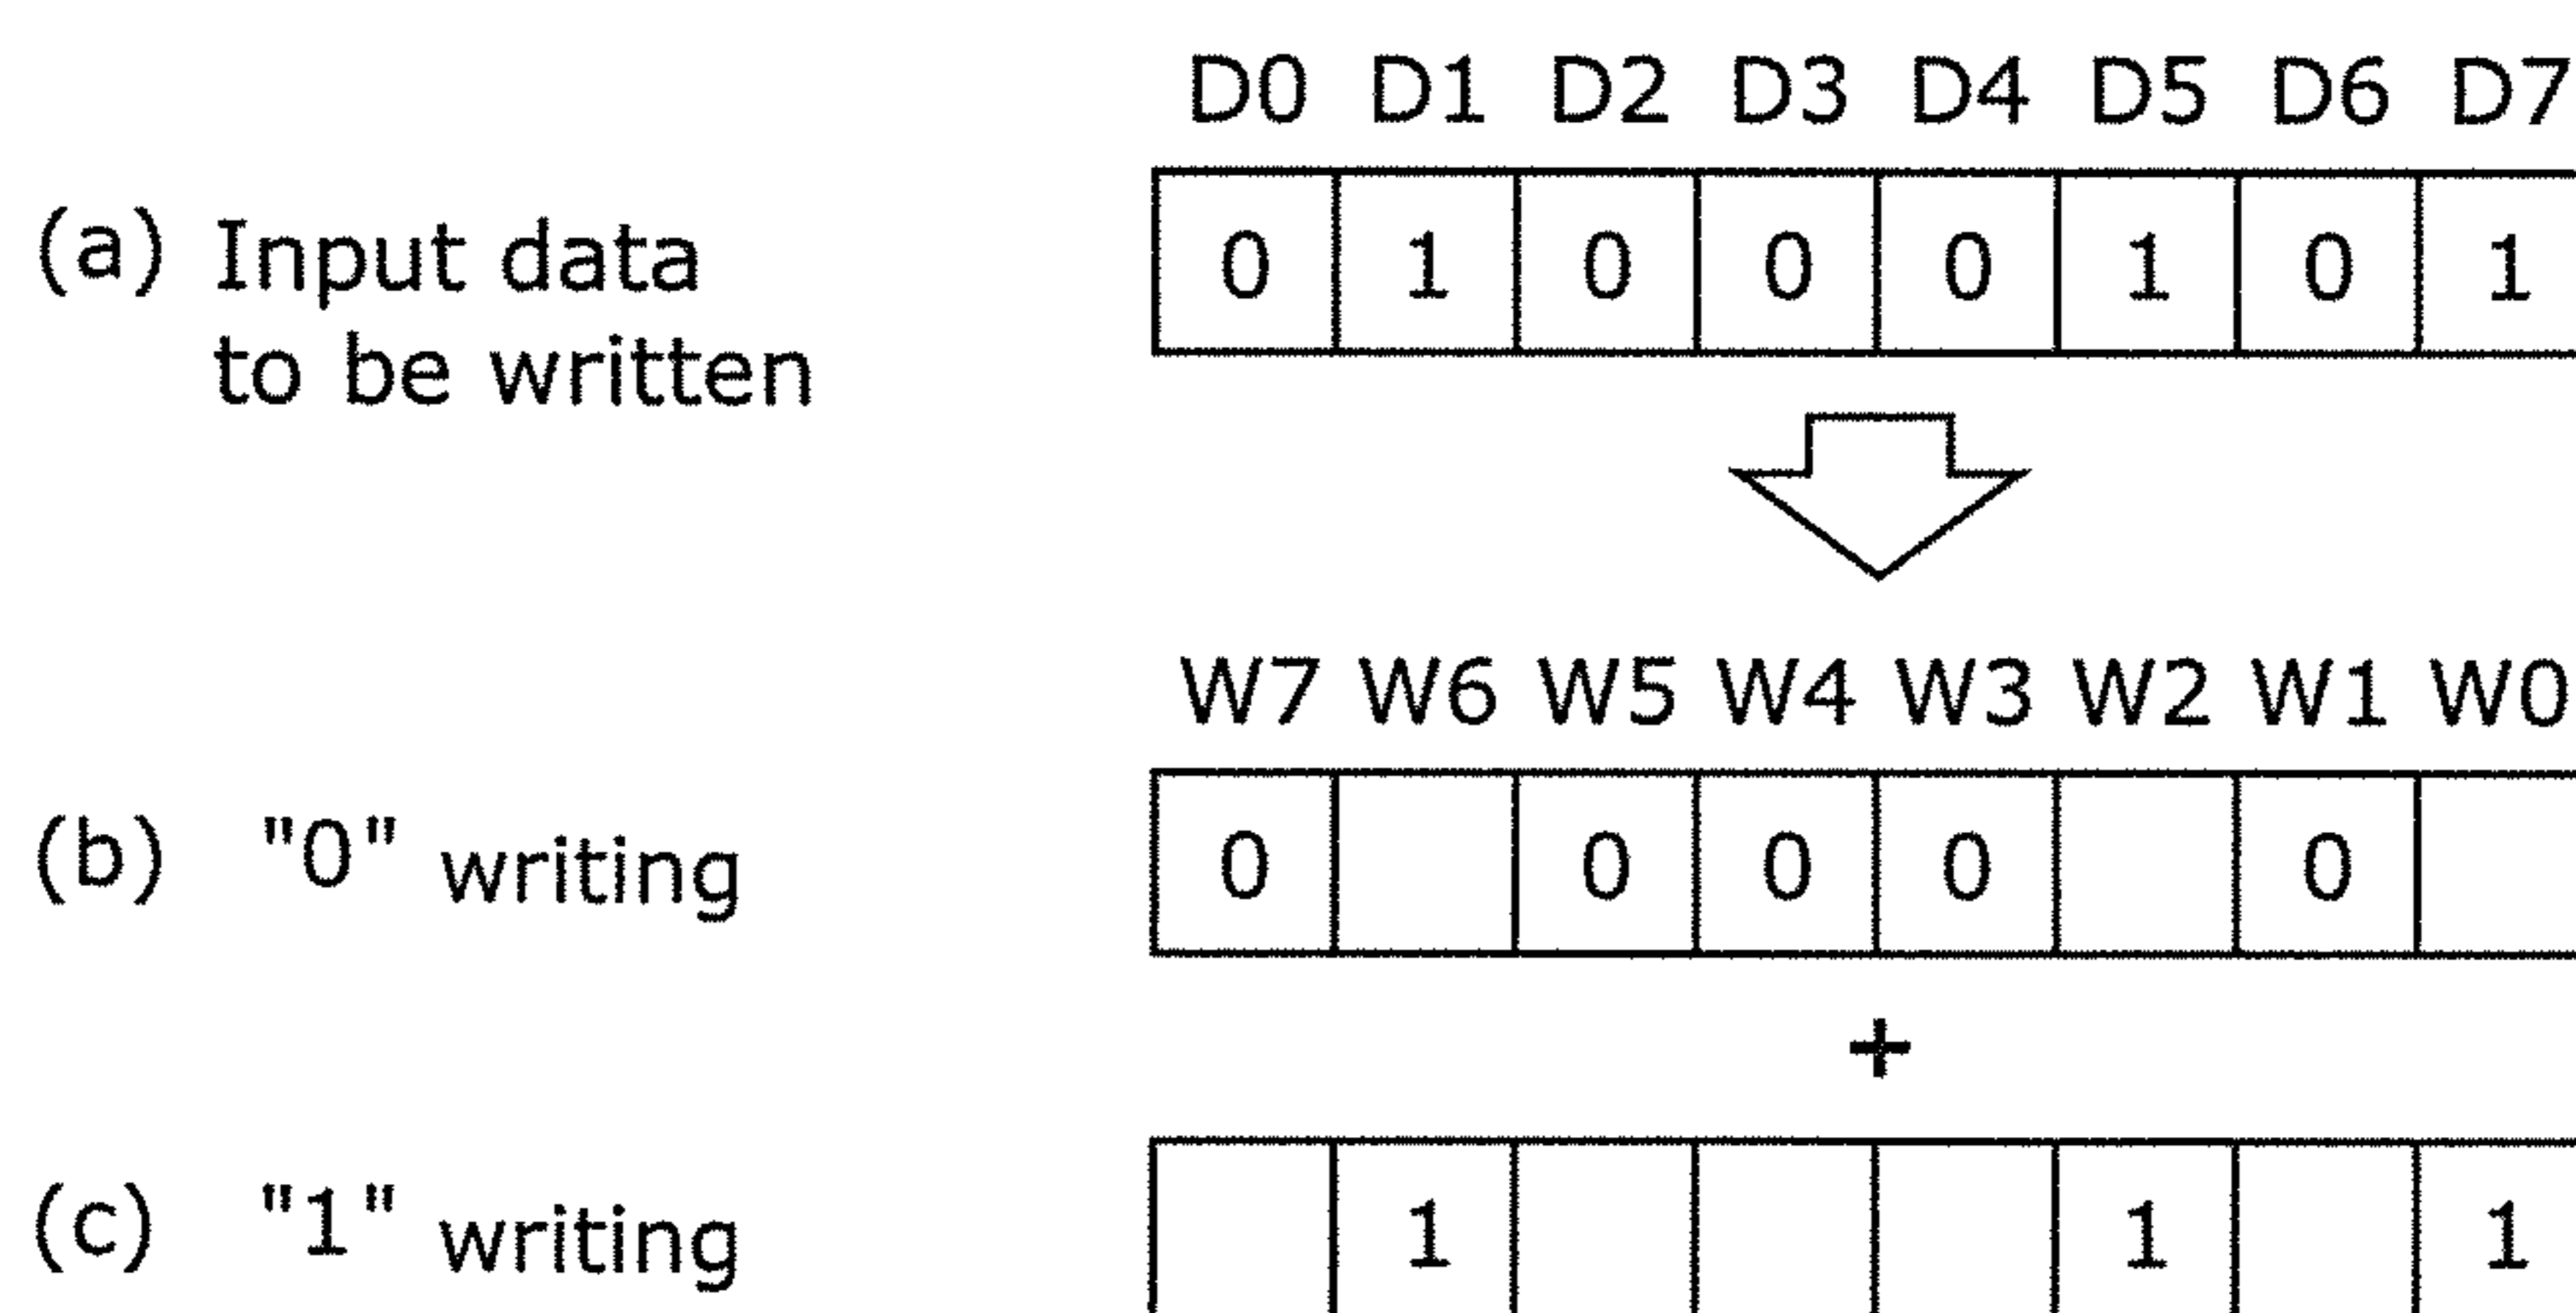 D0 D1 D2 D3 D4 D5 D6 D7
(a) Input data 0 1 0 0 0 1 0 1
to be written
W7 W6 W5 W4 W3 W2 W1 W0
(b) "0" writing 0 0 0 0 0
+
(c) "1" writing 1 1 1